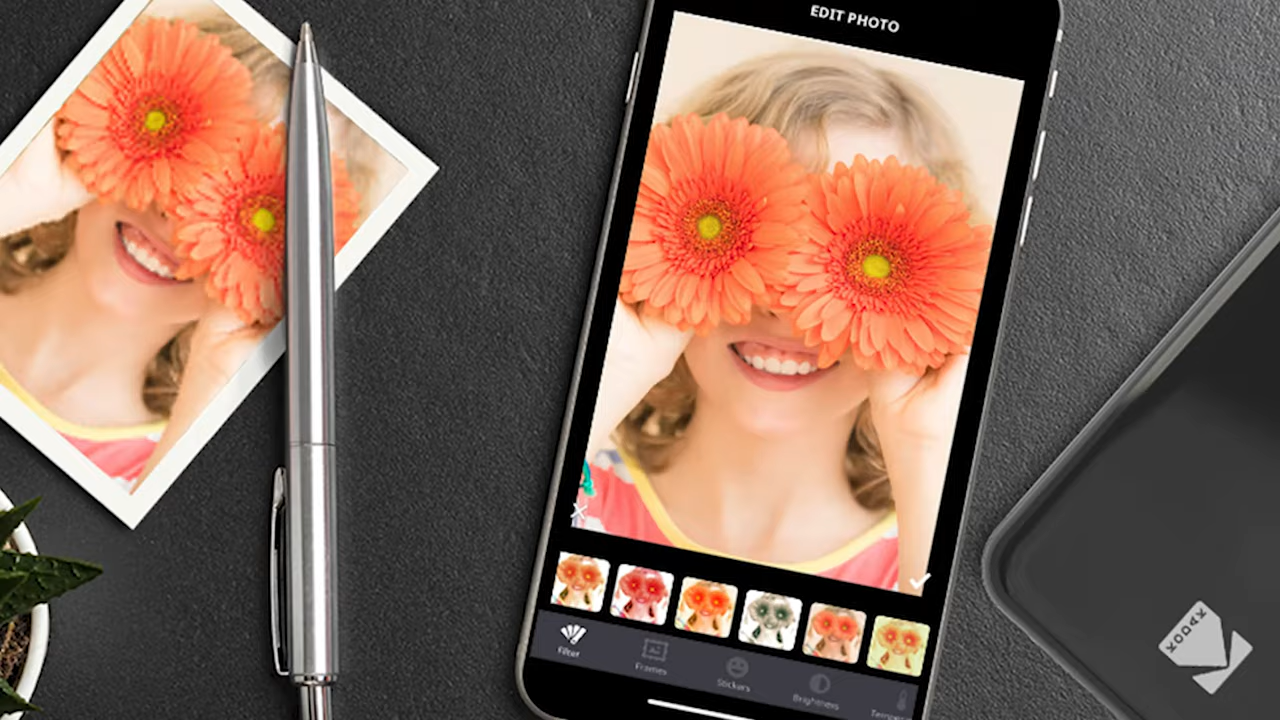 EDIT PHOTO
Filter
Frames
Stickers
Brightness
KODAK